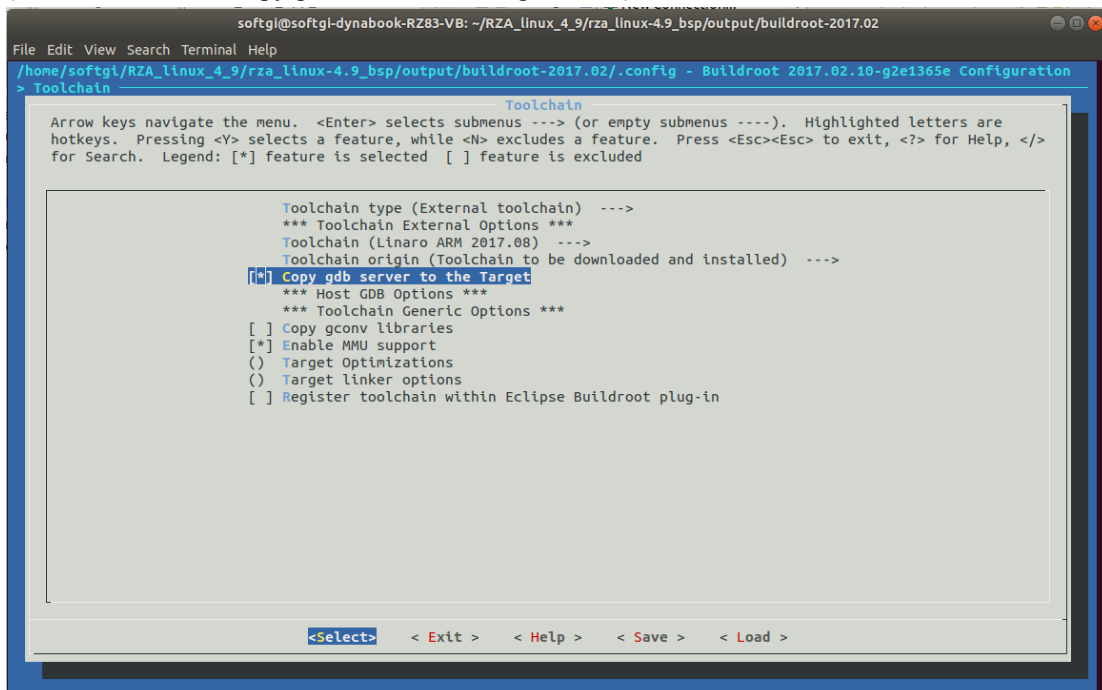 softgi@softgi-dynabook-RZ83-VB: ~/RZA_linux_4_9/rza_linux-4.9_bsp/output/buildroot-2017.02
File Edit View Search Terminal Help
/home/softgi/RZA_linux_4_9/rza_linux-4.9_bsp/output/buildroot-2017.02/.config - Buildroot 2017.02.10-g2e1365e Configuration
> Toolchain
Toolchain
Arrow keys navigate the menu. <Enter> selects submenus ---> (or empty submenus ----). Highlighted letters are
hotkeys. Pressing <Y> selects a feature, while <N> excludes a feature. Press <Esc><Esc> to exit, <?> for Help, </>
for Search. Legend: [*] feature is selected [ ] feature is excluded
Toolchain type (External toolchain) --->
*** Toolchain External Options ***
Toolchain (Linaro ARM 2017.08) --->
Toolchain origin (Toolchain to be downloaded and installed) --->
[*] Copy gdb server to the Target
*** Host GDB Options ***
*** Toolchain Generic Options ***
[ ] Copy gconv libraries
[*] Enable MMU support
() Target Optimizations
() Target linker options
[ ] Register toolchain within Eclipse Buildroot plug-in
<Select> < Exit > < Help > < Save > < Load >